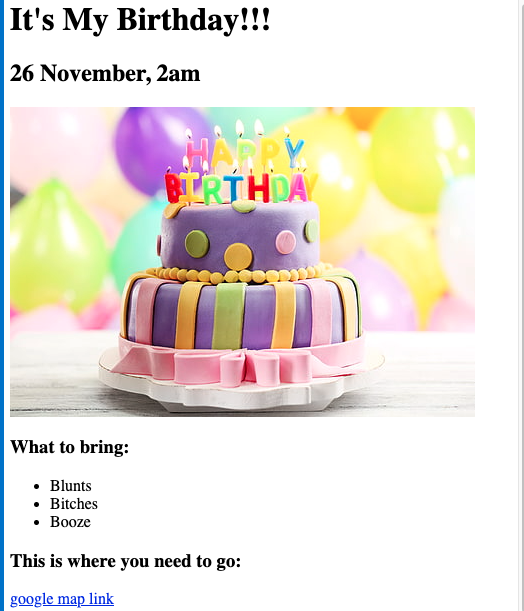 It's My Birthday!!!
26 November, 2am
HAPPY
BIRTHDAY
What to bring:
Blunts
Bitches
Booze
This is where you need to go:
google map link